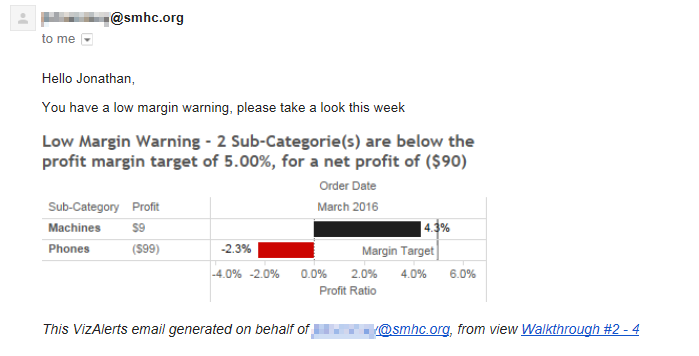 @smhc.org
to me
Hello Jonathan,
You have a low margin warning, please take a look this week
Low Margin Warning - 2 Sub-Categorie(s) are below the
profit margin target of 5.00%, for a net profit of ($90)
Order Date
Sub-Category Profit March 2016
Machines $9 4.3%
Phones ($99) -2.3% Margin Target
-4.0% -2.0% 0.0% 2.0% 4.0% 6.0%
Profit Ratio
This VizAlerts email generated on behalf of @smhc.org, from view Walkthrough #2 - 4